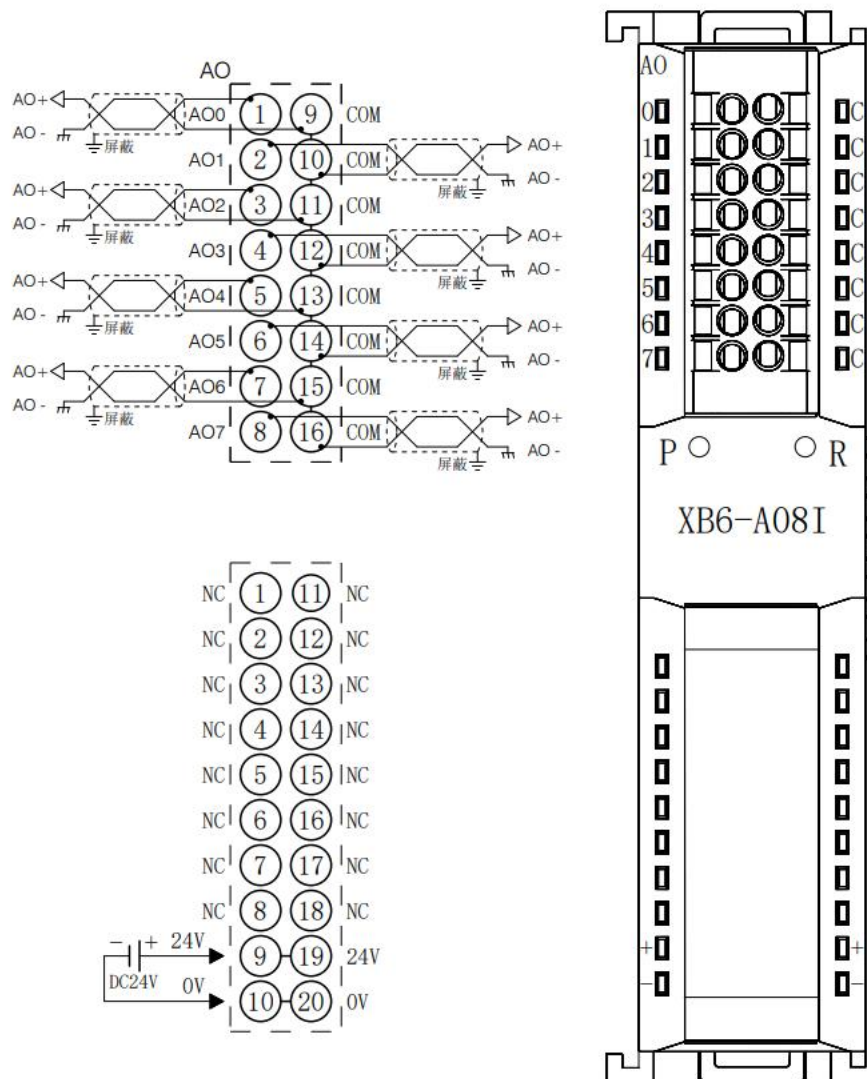 AO
AO+ AO0 1 9 COM
AO- 屏蔽
AO1 2 10 COM AO+
屏蔽 AO-
AO+ AO2 3 11 COM
AO- 屏蔽
AO3 4 12 COM AO+
屏蔽 AO-
AO+ AO4 5 13 COM
AO- 屏蔽
AO5 6 14 COM AO+
屏蔽 AO-
AO+ AO6 7 15 COM
AO- 屏蔽
AO7 8 16 COM AO+
屏蔽 AO-
NC 1 11 NC
NC 2 12 NC
NC 3 13 NC
NC 4 14 NC
NC 5 15 NC
NC 6 16 NC
NC 7 17 NC
NC 8 18 NC
- + 24V 9 19 24V
DC24V 0V 10 20 0V
AO
0 C
1 C
2 C
3 C
4 C
5 C
6 C
7 C
P R
XB6-A08I
+ +
- -